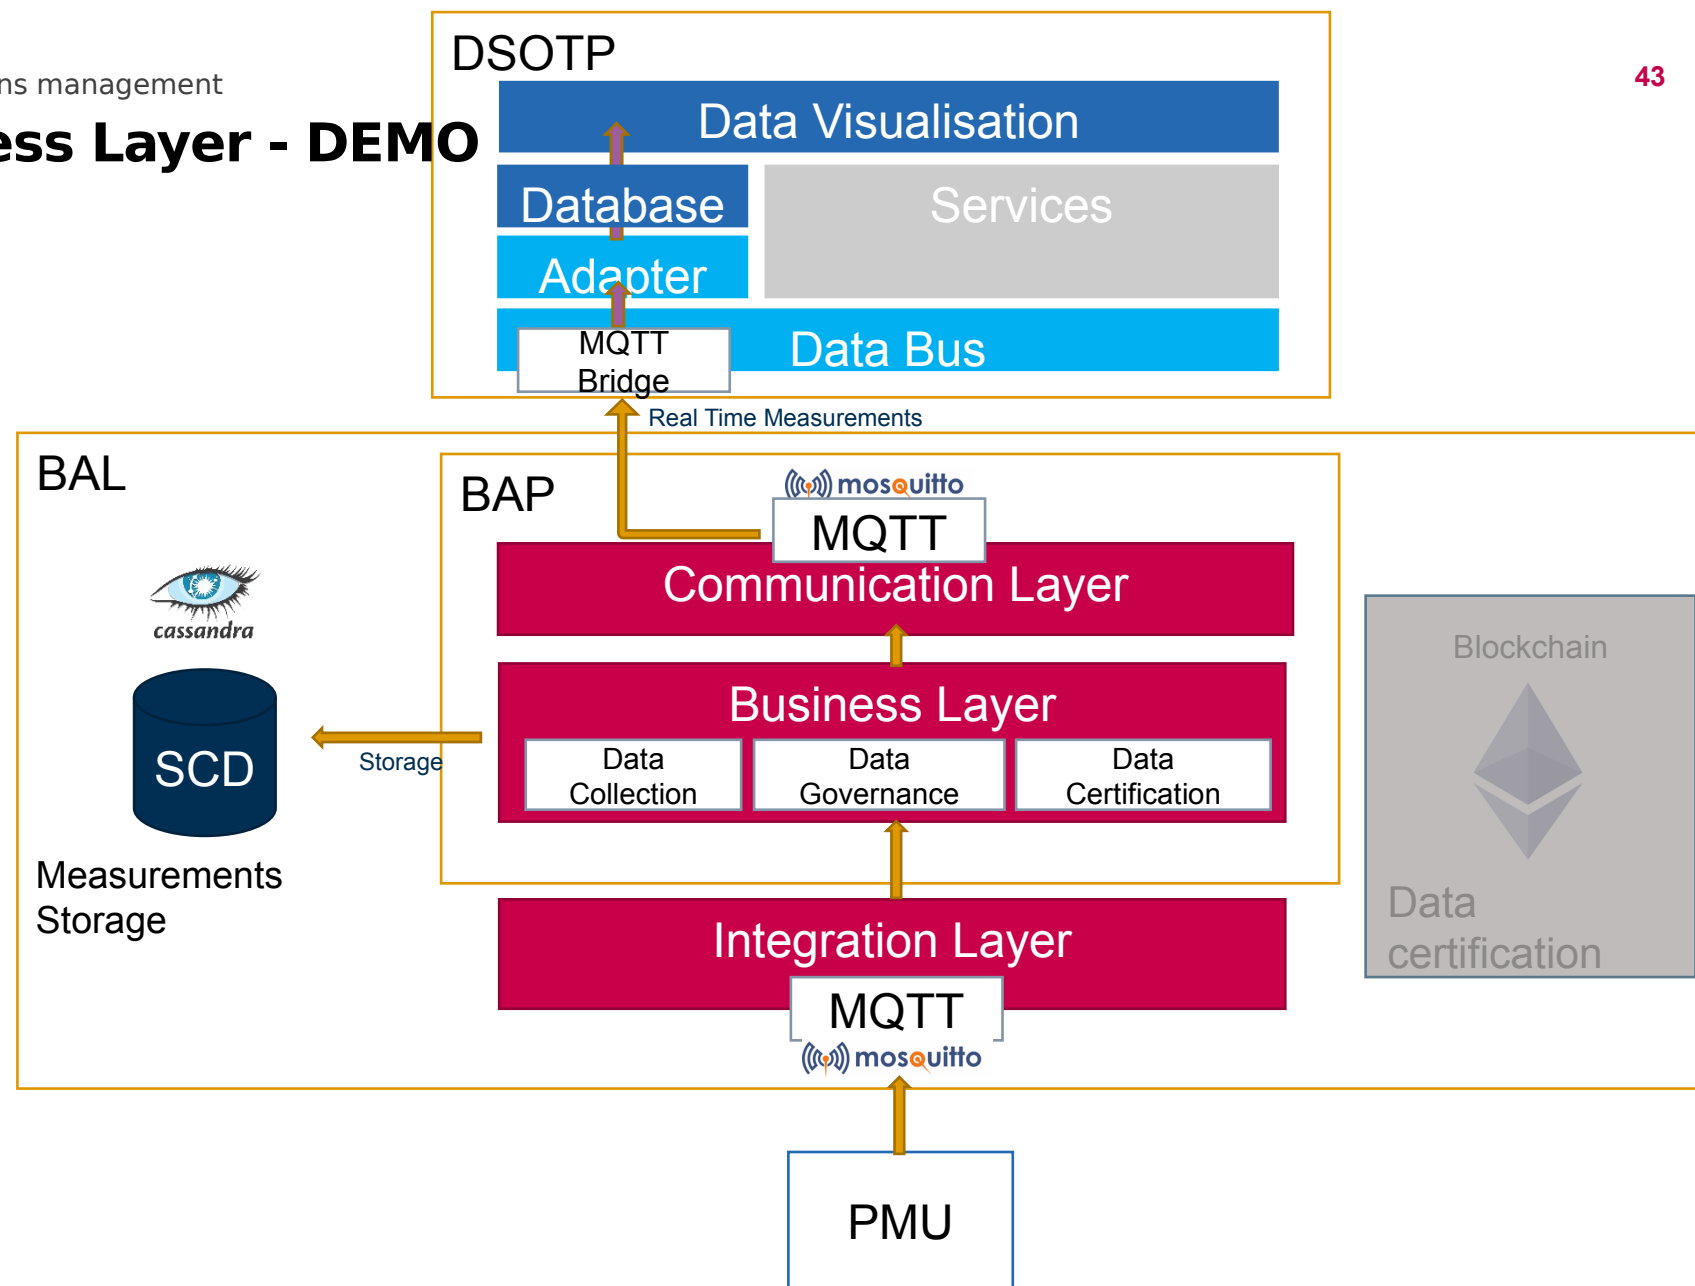 ns management
ess Layer - DEMO
43
DSOTP
Data Visualisation
Database
Services
Adapter
Data Bus
MQTT
Bridge
Real Time Measurements
BAL
BAP
mosquitto
MQTT
Communication Layer
cassandra
Blockchain
Business Layer
SCD
Storage
Data
Collection
Data
Governance
Data
Certification
Measurements
Storage
Data
certification
Integration Layer
MQTT
mosquitto
PMU